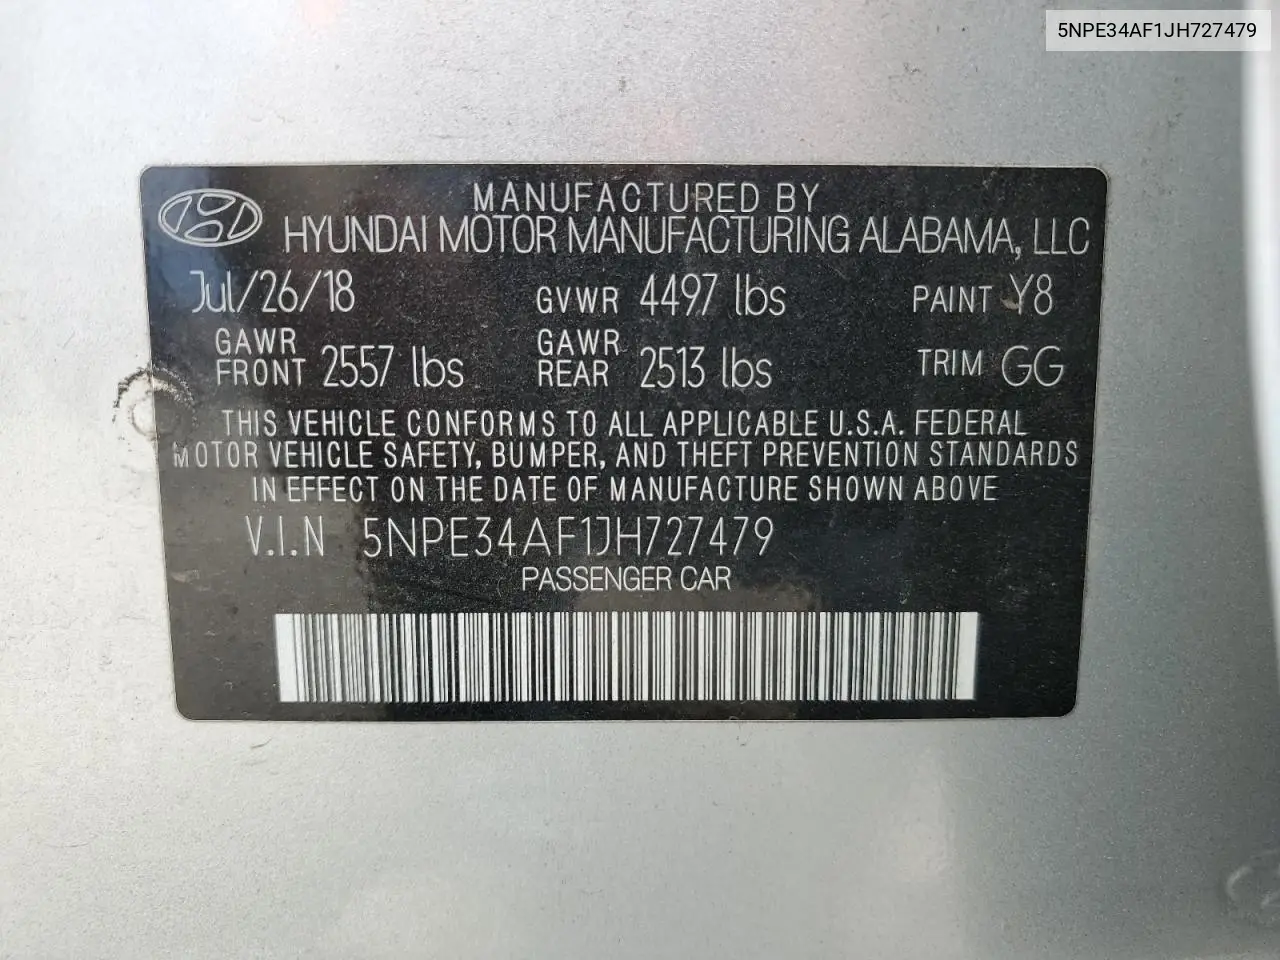 5NPE34AF1JH727479
MANUFACTURED BY
HYUNDAI MOTOR MANUFACTURING ALABAMA, LLC
Jul/26/18 GVWR 4497 lbs PAINT Y8
GAWR FRONT 2557 lbs GAWR REAR 2513 lbs TRIM GG
THIS VEHICLE CONFORMS TO ALL APPLICABLE U.S.A. FEDERAL
MOTOR VEHICLE SAFETY, BUMPER, AND THEFT PREVENTION STANDARDS
IN EFFECT ON THE DATE OF MANUFACTURE SHOWN ABOVE
V.I.N 5NPE34AF1JH727479
PASSENGER CAR